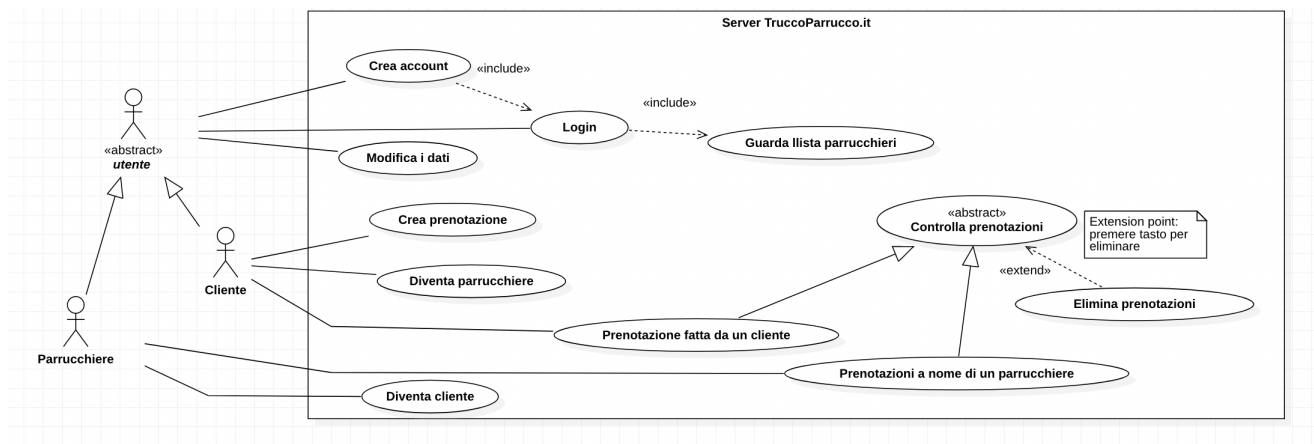 Server TruccoParrucco.it
Crea account
«include»
«include»
Login
Guarda llista parrucchieri
«abstract»
utente
Modifica i dati
Crea prenotazione
«abstract»
Controlla prenotazioni
Extension point:
premere tasto per
eliminare
Cliente
Diventa parrucchiere
«extend»
Elimina prenotazioni
Parrucchiere
Prenotazione fatta da un cliente
Prenotazioni a nome di un parrucchiere
Diventa cliente